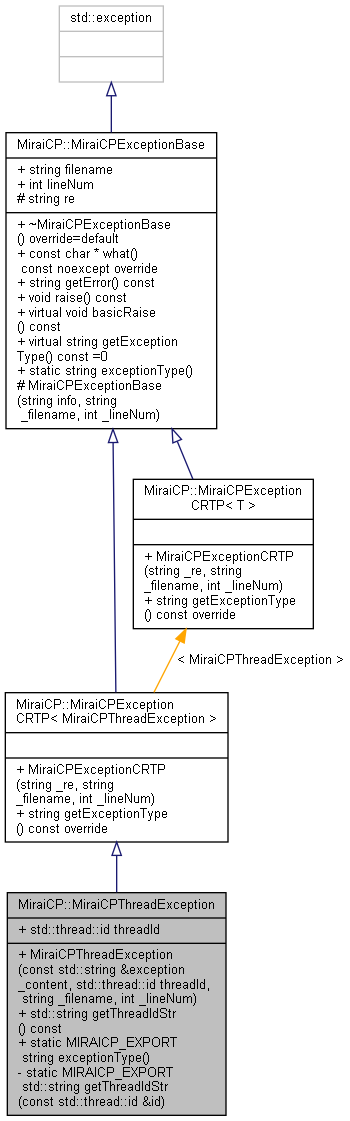 std::exception
MiraiCP::MiraiCPExceptionBase
+ string filename
+ int lineNum
# string re
+ ~MiraiCPExceptionBase
() override=default
+ const char * what()
const noexcept override
+ string getError() const
+ void raise() const
+ virtual void basicRaise
() const
+ virtual string getException
Type() const =0
+ static string exceptionType()
# MiraiCPExceptionBase
(string info, string
_filename, int _lineNum)
MiraiCP::MiraiCPException
CRTP< T >
+ MiraiCPExceptionCRTP
(string _re, string
_filename, int _lineNum)
+ string getExceptionType
() const override
< MiraiCPThreadException >
MiraiCP::MiraiCPException
CRTP< MiraiCPThreadException >
+ MiraiCPExceptionCRTP
(string _re, string
_filename, int _lineNum)
+ string getExceptionType
() const override
MiraiCP::MiraiCPThreadException
+ std::thread::id threadId
+ MiraiCPThreadException
(const std::string &exception
_content, std::thread::id threadId,
string _filename, int _lineNum)
+ std::string getThreadIdStr
() const
+ static MIRAICP_EXPORT
string exceptionType()
- static MIRAICP_EXPORT
std::string getThreadIdStr
(const std::thread::id &id)